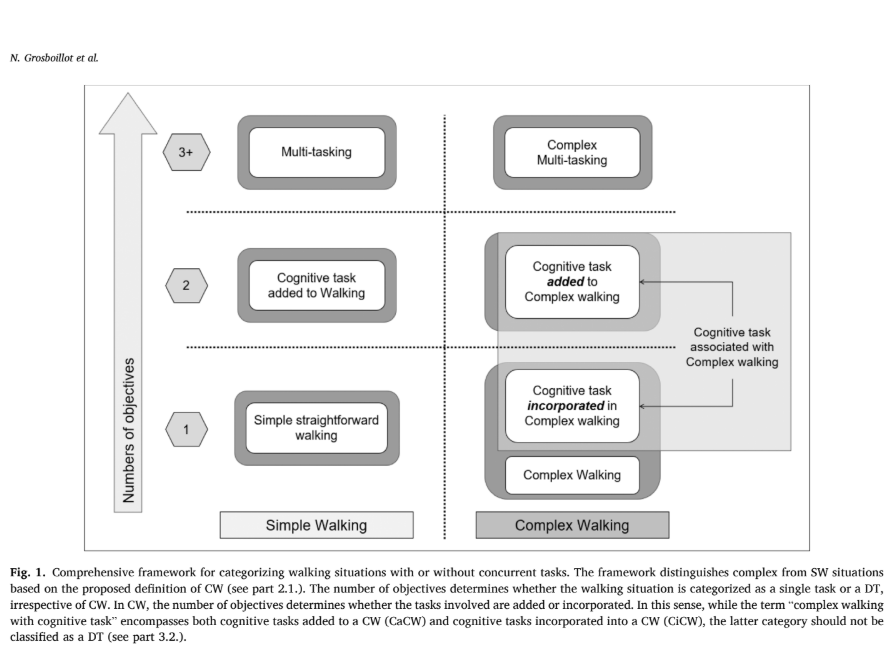 N. Grosboillot et al.
3+
Multi-tasking
Complex
Multi-tasking
2
Cognitive task
added to Walking
Cognitive task
added to
Complex walking
Cognitive task
associated with
Complex walking
Numbers of objectives
1
Simple straightforward
walking
Cognitive task
incorporated in
Complex walking
Complex Walking
Simple Walking
Complex Walking
Fig. 1. Comprehensive framework for categorizing walking situations with or without concurrent tasks. The framework distinguishes complex from SW situations
based on the proposed definition of CW (see part 2.1.). The number of objectives determines whether the walking situation is categorized as a single task or a DT,
irrespective of CW. In CW, the number of objectives determines whether the tasks involved are added or incorporated. In this sense, while the term “complex walking
with cognitive task” encompasses both cognitive tasks added to a CW (CaCW) and cognitive tasks incorporated into a CW (CiCW), the latter category should not be
classified as a DT (see part 3.2.).